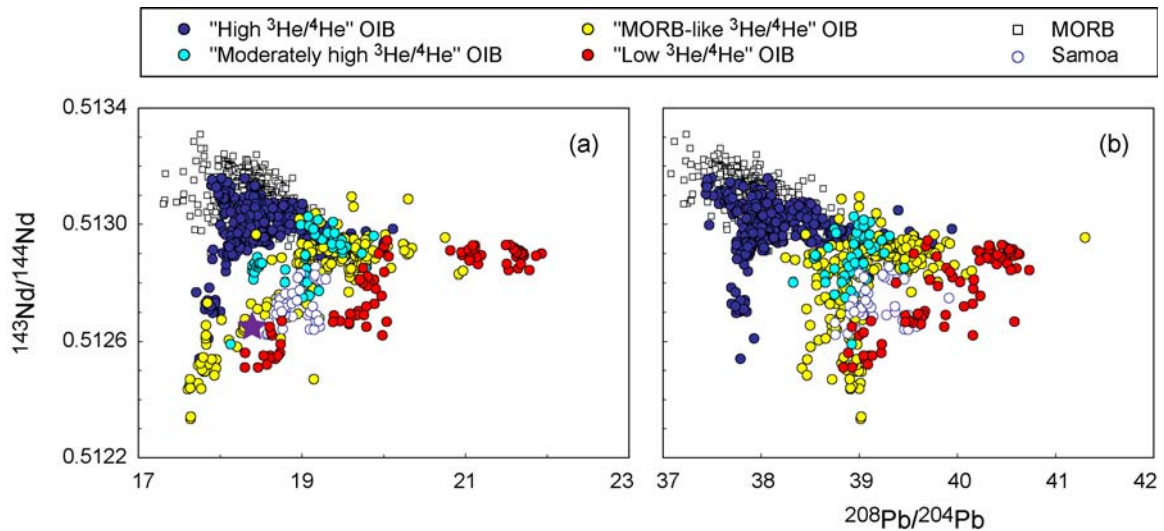 "High ³He/⁴He" OIB "MORB-like ³He/⁴He" OIB MORB
"Moderately high ³He/⁴He" OIB "Low ³He/⁴He" OIB Samoa
0.5134
(a) (b)
0.5130
¹⁴³Nd/¹⁴⁴Nd
0.5126
0.5122
17 19 21 23 37 38 39 40 41 42
²⁰⁸Pb/²⁰⁴Pb